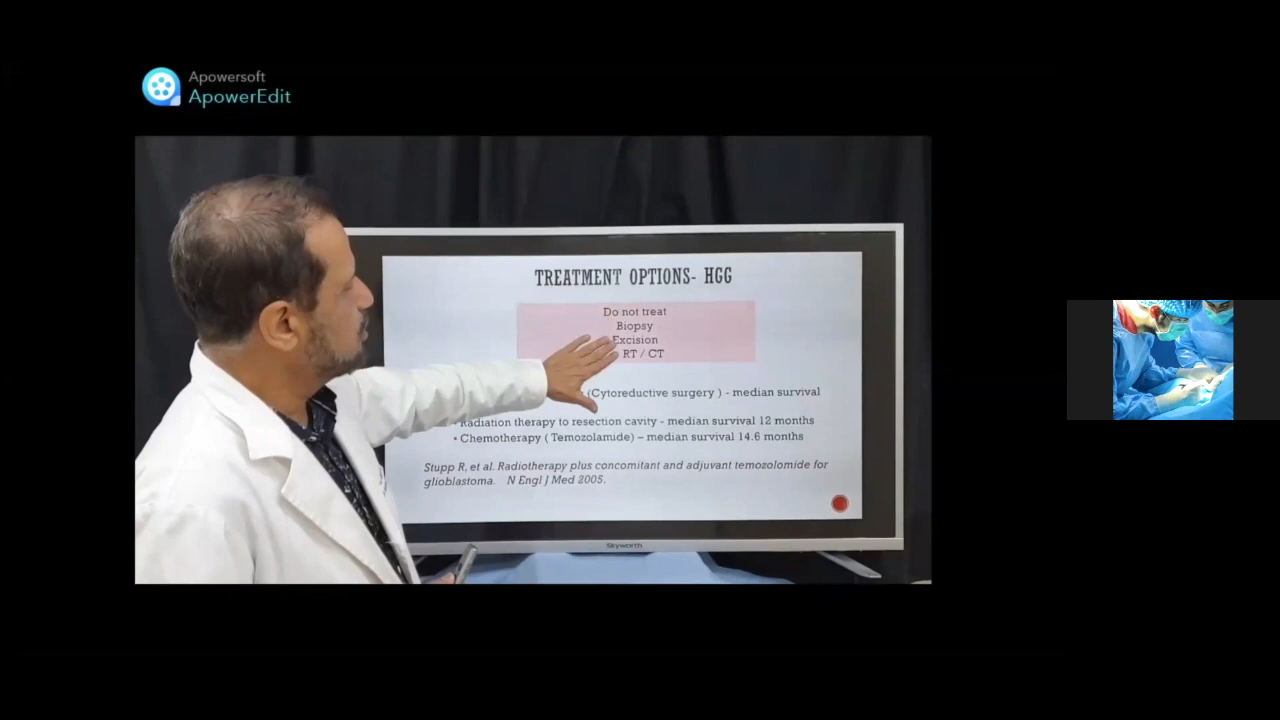 Apowersoft
ApowerEdit
TREATMENT OPTIONS- HGG
Do not treat
Biopsy
Excision
RT / CT
(Cytoreductive surgery ) - median survival
Radiation therapy to resection cavity - median survival 12 months
• Chemotherapy ( Temozolamide) – median survival 14.6 months
Stupp R, et al. Radiotherapy plus concomitant and adjuvant temozolomide for
glioblastoma. N Engl J Med 2005.
Skyworth